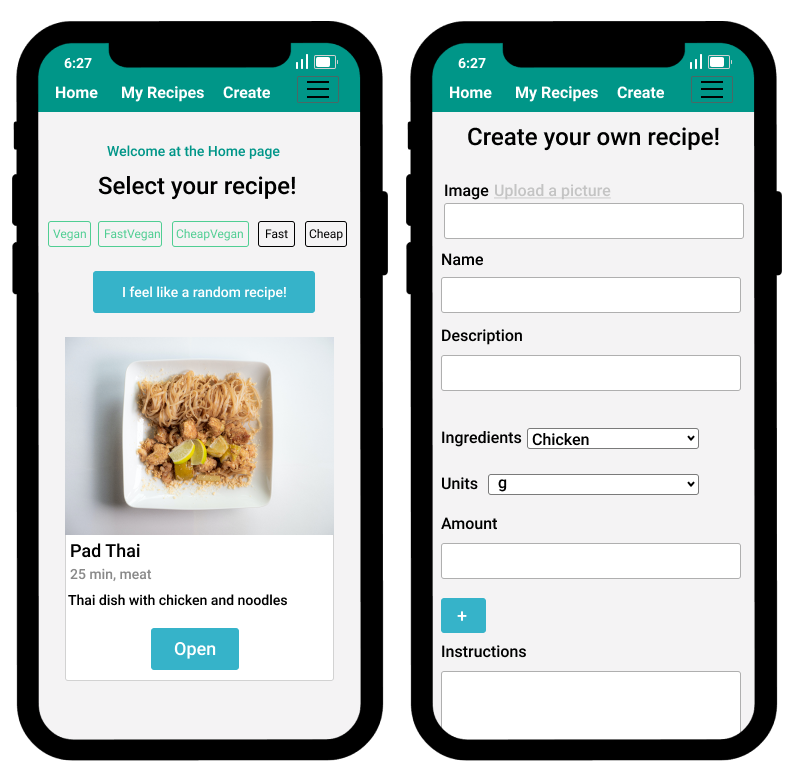 6:27
Home My Recipes Create
Welcome at the Home page
Select your recipe!
Vegan FastVegan CheapVegan Fast Cheap
I feel like a random recipe!
Pad Thai
25 min, meat
Thai dish with chicken and noodles
Open
6:27
Home My Recipes Create
Create your own recipe!
Image Upload a picture
Name
Description
Ingredients Chicken
Units g
Amount
+
Instructions